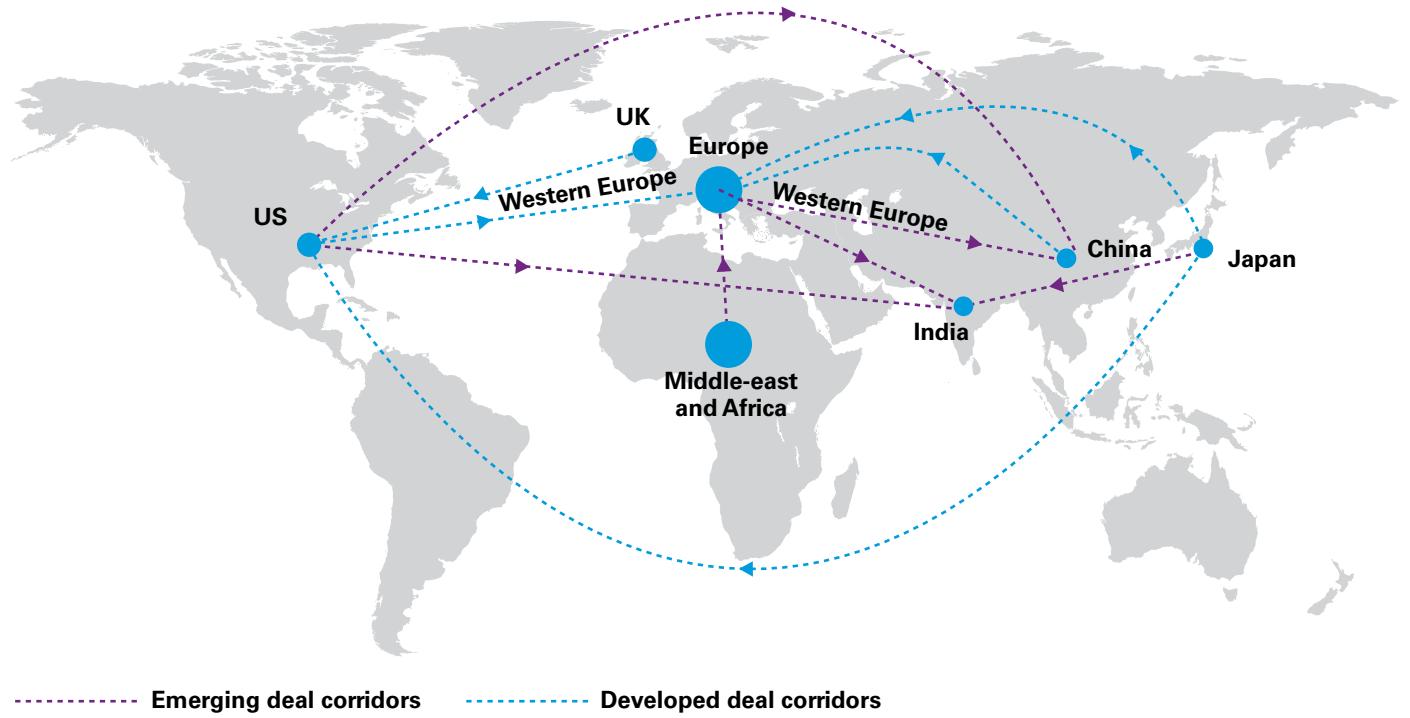 UK
Europe
Western Europe
Western Europe
US
China
Japan
India
Middle-east
and Africa
Emerging deal corridors
Developed deal corridors